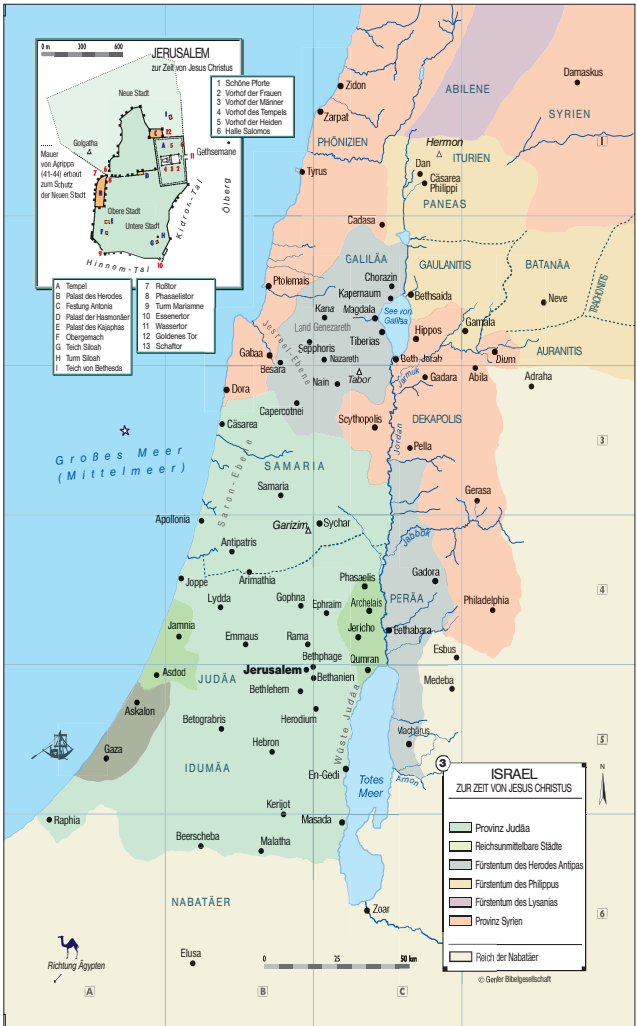 0 m 300 600
JERUSALEM
zur Zeit von Jesus Christus
Neue Stadt
Golgatha
Gethsemane
Mauer
von Agrippa
(41-44) erbaut
zum Schutz
der Neuen Stadt
Obere Stadt
Untere Stadt
Kidron-Tal
Ölberg
Hinnom-Tal
1 Schöne Pforte
2 Vorhof der Frauen
3 Vorhof der Männer
4 Vorhof des Tempels
5 Vorhof der Heiden
6 Halle Salomos
A Tempel
B Palast des Herodes
C Festung Antonia
D Palast der Hasmonäer
E Palast des Kajaphas
F Obergemach
G Teich Siloah
H Turm Siloah
I Teich von Bethesda
7 Roßtor
8 Phasaelistor
9 Turm Mariamne
10 Essenertor
11 Wassertor
12 Goldenes Tor
13 Schaftor
Damaskus
Zidon
ABILENE
SYRIEN
Zarpat
PHÖNIZIEN
Hermon
ITURIEN
1
Dan
Cäsarea
Philippi
Tyrus
PANEAS
Cadasa
GALILÄA
GAULANITIS
BATANÄA
TRACHONITIS
Ptolemais
Chorazin
Kapernaum
Bethsaida
Neve
Kana
Magdala
See von
Galiläa
Land Genezareth
Tiberias
Hippos
Gamala
Jesreel-Ebene
Sepphoris
Gabaa
Nazareth
Beth-Jorah
Dium
AURANITIS
Besara
Tabor
Jarmuk
Gadara
Abila
Adraha
Nain
Dora
Capercotnei
Cäsarea
Scythopolis
DEKAPOLIS
Großes Meer
(Mittelmeer)
Jordan
3
Pella
Saron-Ebene
SAMARIA
Samaria
Gerasa
Apollonia
Garizim
Sychar
Jabbok
Antipatris
Arimathia
Joppe
Phasaelis
Gadora
4
Lydda
Gophna
Archelais
PERÄA
Ephraim
Philadelphia
Jamnia
Emmaus
Rama
Jericho
Bethabara
Esbus
Bethphage
Jerusalem
Qumran
Asdod
JUDÄA
Bethanien
Bethlehem
Medeba
Askalon
Herodium
Wüste Judäa
Betograbris
Machärus
5
Gaza
Hebron
IDUMÄA
En-Gedi
Totes
Meer
Arnon
Kerijot
Masada
Raphia
Beerscheba
Malatha
NABATÄER
Zoar
6
Elusa
Richtung Ägypten
0 25 50 km
A
B
C
3
ISRAEL
ZUR ZEIT VON JESUS CHRISTUS
Provinz Judäa
Reichsunmittelbare Städte
Fürstentum des Herodes Antipas
Fürstentum des Philippus
Fürstentum des Lysanias
Provinz Syrien
Reich der Nabatäer
N
© Genfer Bibelgesellschaft